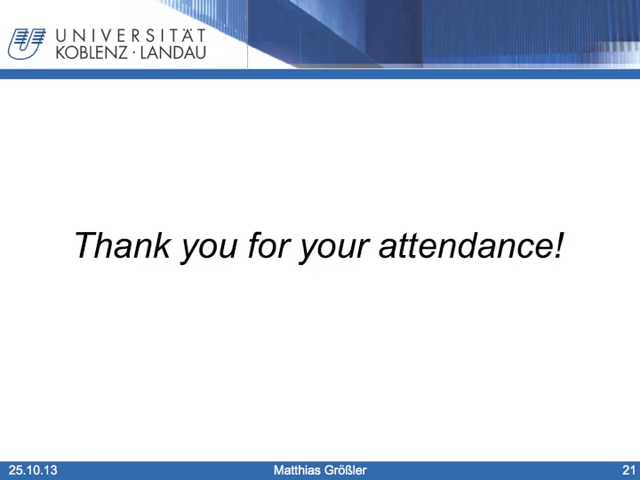 UNIVERSITÄT
KOBLENZ · LANDAU
Thank you for your attendance!
25.10.13
Matthias Größler
21